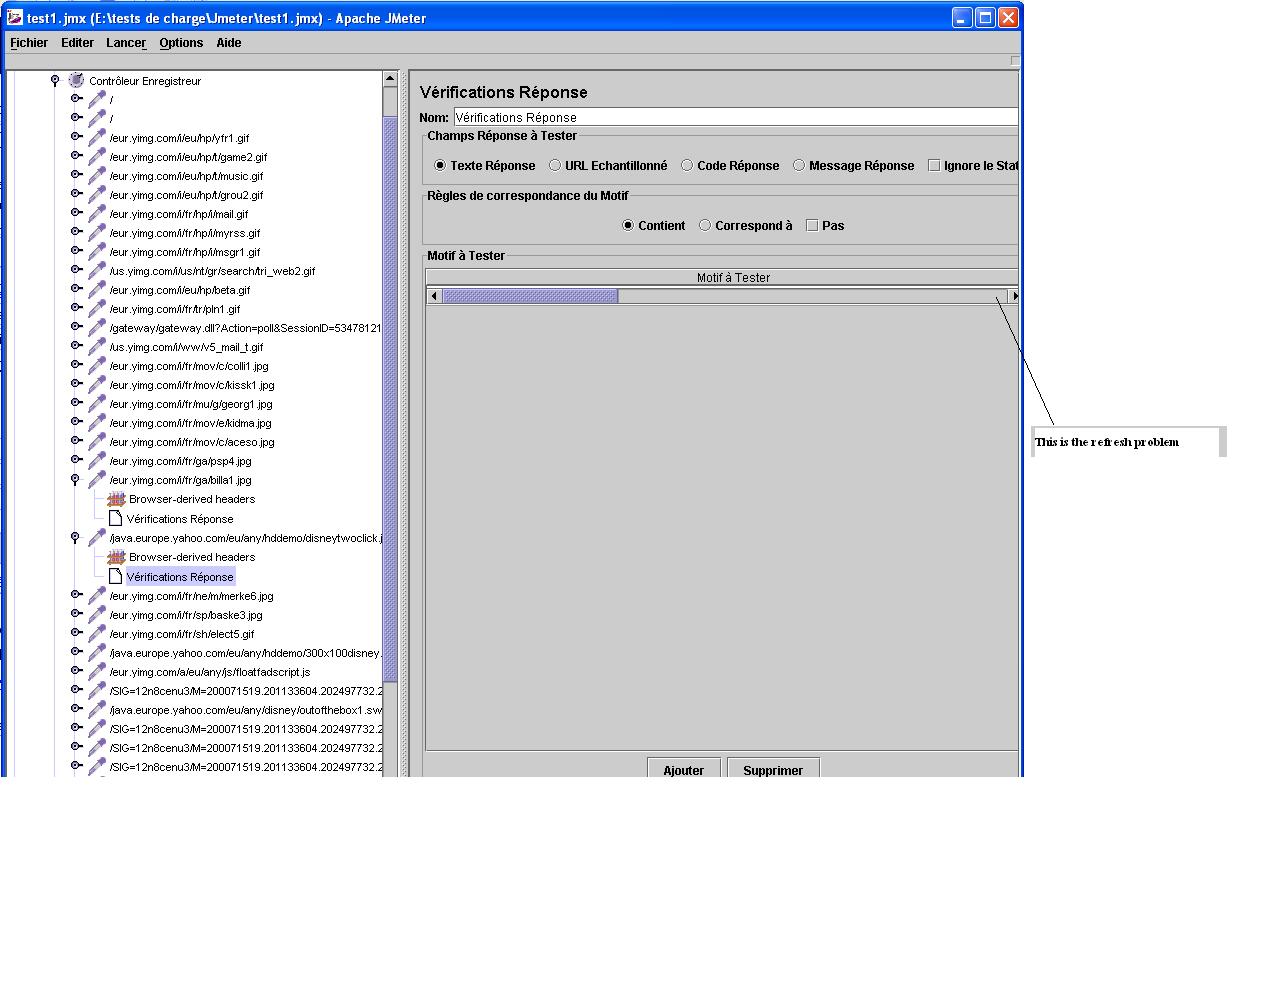 test1.jmx (E:\tests de charge\Jmeter\test1.jmx) - Apache JMeter
Fichier Editer Lancer Options Aide
Contrôleur Enregistreur
/
/
/eur.yimg.com/i/eu/hp/yfr1.gif
/eur.yimg.com/i/eu/hp/t/game2.gif
/eur.yimg.com/i/eu/hp/t/music.gif
/eur.yimg.com/i/eu/hp/t/grou2.gif
/eur.yimg.com/i/fr/hp/i/mail.gif
/eur.yimg.com/i/fr/hp/i/myrss.gif
/eur.yimg.com/i/fr/hp/i/msgr1.gif
/us.yimg.com/i/us/nt/gr/search/tri_web2.gif
/eur.yimg.com/i/eu/hp/beta.gif
/eur.yimg.com/i/fr/tr/pln1.gif
/gateway/gateway.dll?Action=poll&SessionID=53478121
/us.yimg.com/i/ww/v5_mail_t.gif
/eur.yimg.com/i/fr/mov/c/colli1.jpg
/eur.yimg.com/i/fr/mov/c/kissk1.jpg
/eur.yimg.com/i/fr/mu/g/georg1.jpg
/eur.yimg.com/i/fr/mov/e/kidma.jpg
/eur.yimg.com/i/fr/mov/c/aceso.jpg
/eur.yimg.com/i/fr/ga/psp4.jpg
/eur.yimg.com/i/fr/ga/billa1.jpg
Browser-derived headers
Vérifications Réponse
/java.europe.yahoo.com/eu/any/hddemo/disneytwoclick.j
Browser-derived headers
Vérifications Réponse
/eur.yimg.com/i/fr/ne/m/merke6.jpg
/eur.yimg.com/i/fr/sp/baske3.jpg
/eur.yimg.com/i/fr/sh/elect5.gif
/java.europe.yahoo.com/eu/any/hddemo/300x100disney.
/eur.yimg.com/a/eu/any/js/floatfadscript.js
/SIG=12n8cenu3/M=200071519.201133604.202497732.2
/java.europe.yahoo.com/eu/any/disney/outofthebox1.sw
/SIG=12n8cenu3/M=200071519.201133604.202497732.2
/SIG=12n8cenu3/M=200071519.201133604.202497732.2
/SIG=12n8cenu3/M=200071519.201133604.202497732.2
Vérifications Réponse
Nom: Vérifications Réponse
Champs Réponse à Tester
Texte Réponse URL Echantillonné Code Réponse Message Réponse Ignore le Stat
Règles de correspondance du Motif
Contient Correspond à Pas
Motif à Tester
Motif à Tester
Ajouter Supprimer
This is the refresh problem